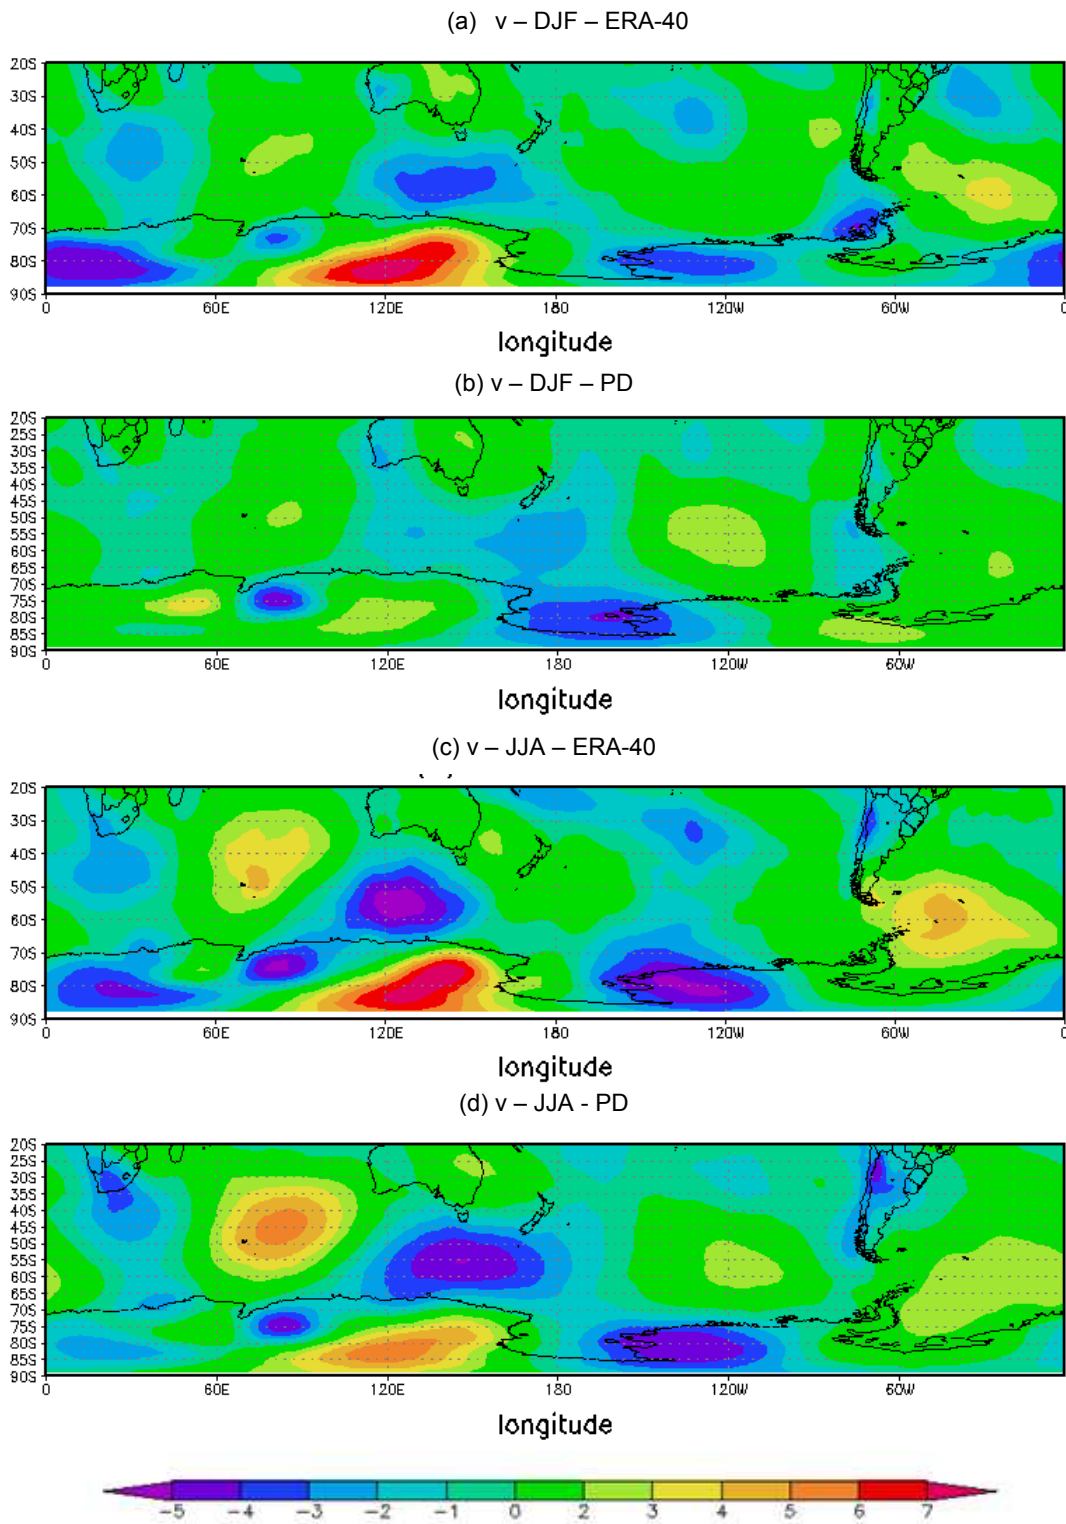 (a) v – DJF – ERA-40
20S
30S
40S
50S
60S
70S
80S
90S
0 60E 120E 180 120W 60W 0
longitude
(b) v – DJF – PD
20S
25S
30S
35S
40S
45S
50S
55S
60S
65S
70S
75S
80S
85S
90S
0 60E 120E 180 120W 60W
longitude
(c) v – JJA – ERA-40
20S
30S
40S
50S
60S
70S
80S
90S
0 60E 120E 180 120W 60W 0
longitude
(d) v – JJA - PD
20S
25S
30S
35S
40S
45S
50S
55S
60S
65S
70S
75S
80S
85S
90S
0 60E 120E 180 120W 60W
longitude
-5 -4 -3 -2 -1 0 2 3 4 5 6 7